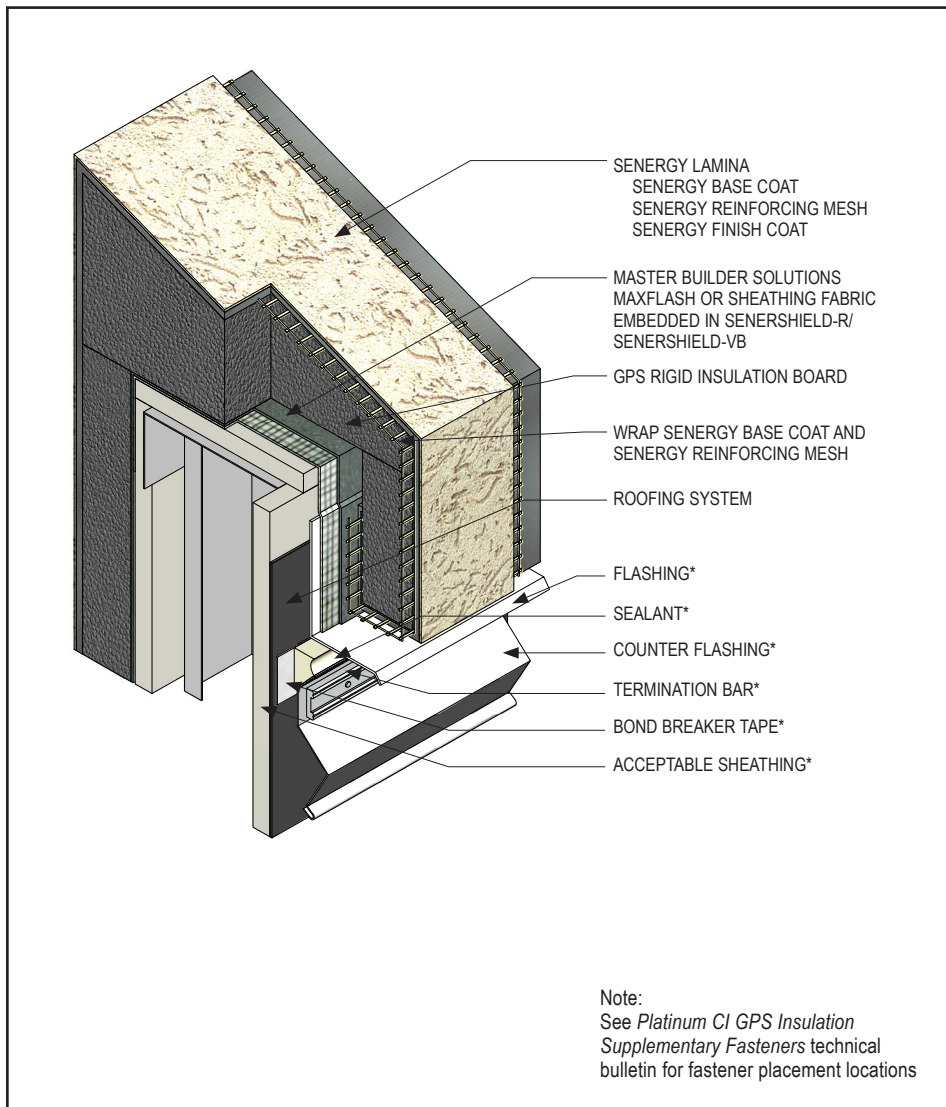 SENERGY LAMINA
SENERGY BASE COAT
SENERGY REINFORCING MESH
SENERGY FINISH COAT
MASTER BUILDER SOLUTIONS
MAXFLASH OR SHEATHING FABRIC
EMBEDDED IN SENERSHIELD-R/
SENERSHIELD-VB
GPS RIGID INSULATION BOARD
WRAP SENERGY BASE COAT AND
SENERGY REINFORCING MESH
ROOFING SYSTEM
FLASHING*
SEALANT*
COUNTER FLASHING*
TERMINATION BAR*
BOND BREAKER TAPE*
ACCEPTABLE SHEATHING*
Note:
See Platinum CI GPS Insulation
Supplementary Fasteners technical
bulletin for fastener placement locations